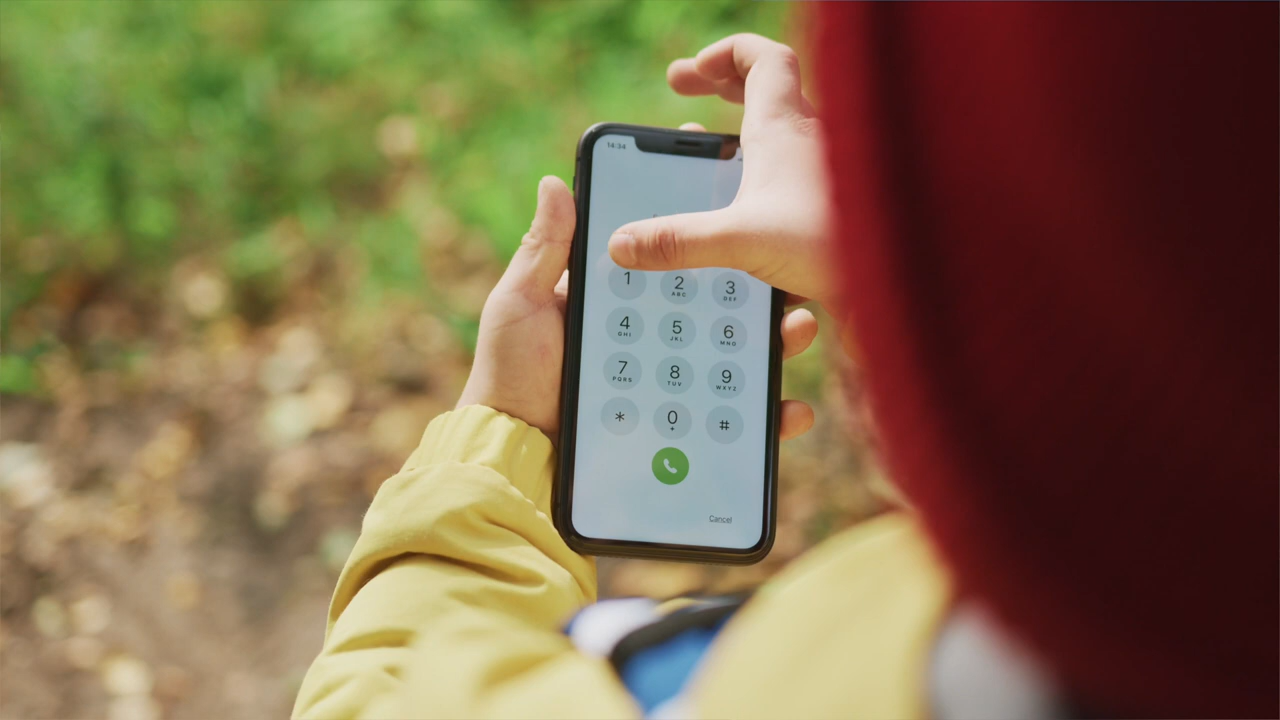 14:34
1 2 3
ABC DEF
4 5 6
GHI JKL MNO
7 8 9
PQRS TUV WXYZ
* 0 #
+
Cancel